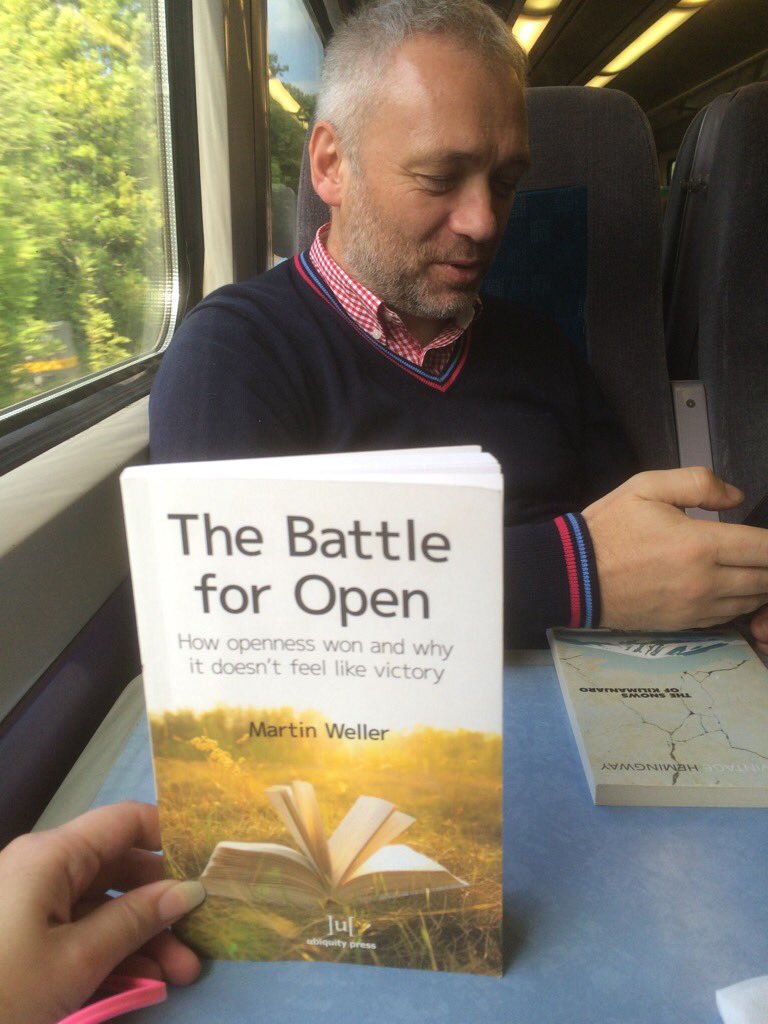 The Battle
for Open
How openness won and why
it doesn't feel like victory
Martin Weller
]u[
ubiquity press
THE SNOWS
OF KILIMANJARO
VINTAGE HEMINGWAY